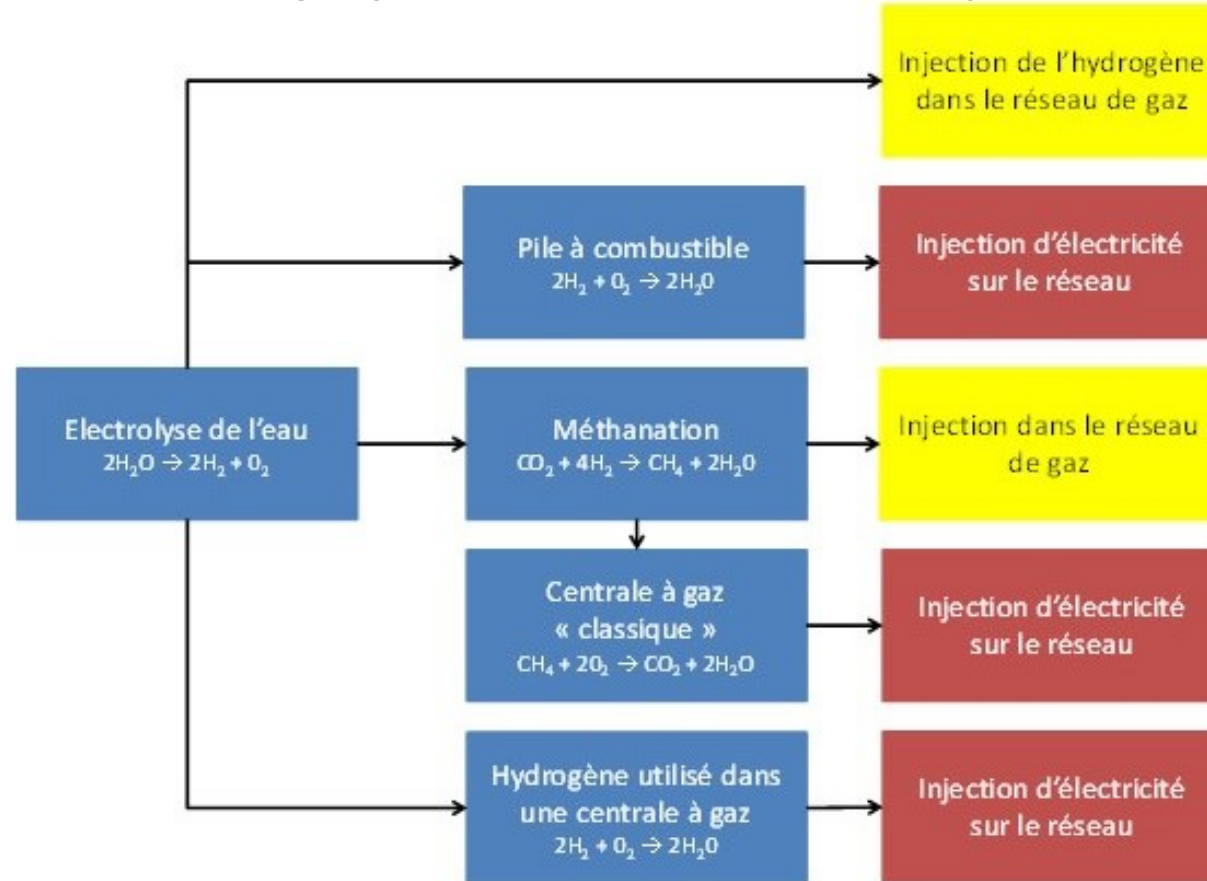 Injection de l'hydrogène
dans le réseau de gaz
Pile à combustible
2H₂ + O₂ → 2H₂O
Injection d'électricité
sur le réseau
Electrolyse de l'eau
2H₂O → 2H₂ + O₂
Méthanation
CO₂ + 4H₂ → CH₄ + 2H₂O
Injection dans le réseau
de gaz
Centrale à gaz
« classique »
CH₄ + 2O₂ → CO₂ + 2H₂O
Injection d'électricité
sur le réseau
Hydrogène utilisé dans
une centrale à gaz
2H₂ + O₂ → 2H₂O
Injection d'électricité
sur le réseau